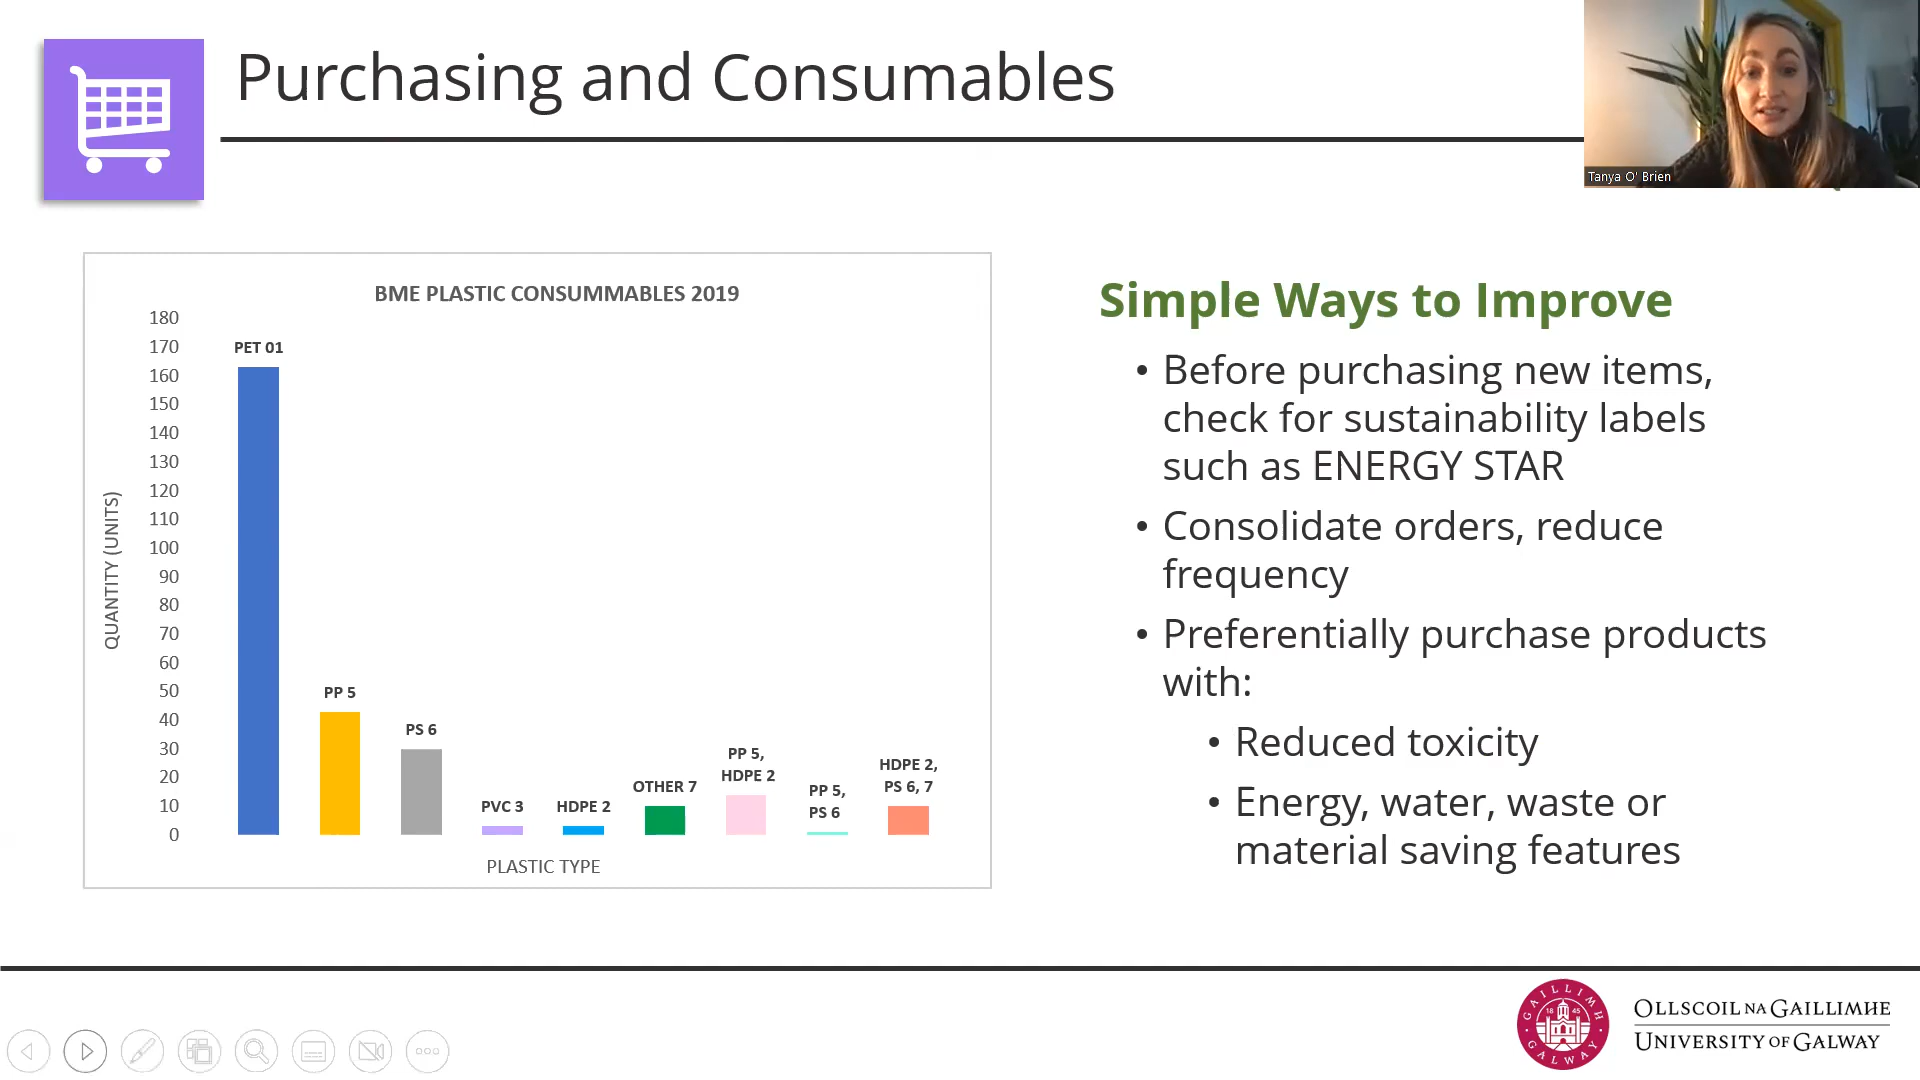 Purchasing and Consumables
Tanya O' Brien
BME PLASTIC CONSUMMABLES 2019
180
170
160
150
140
130
120
110
100
90
80
70
60
50
40
30
20
10
0
QUANTITY (UNITS)
PET 01
PP 5
PS 6
PVC 3
HDPE 2
OTHER 7
PP 5,
HDPE 2
PP 5,
PS 6
HDPE 2,
PS 6, 7
PLASTIC TYPE
Simple Ways to Improve
• Before purchasing new items,
check for sustainability labels
such as ENERGY STAR
• Consolidate orders, reduce
frequency
• Preferentially purchase products
with:
• Reduced toxicity
• Energy, water, waste or
material saving features
GAILLIMH
18 45
GALWAY
OLLSCOIL NA GAILLIMHE
UNIVERSITY OF GALWAY